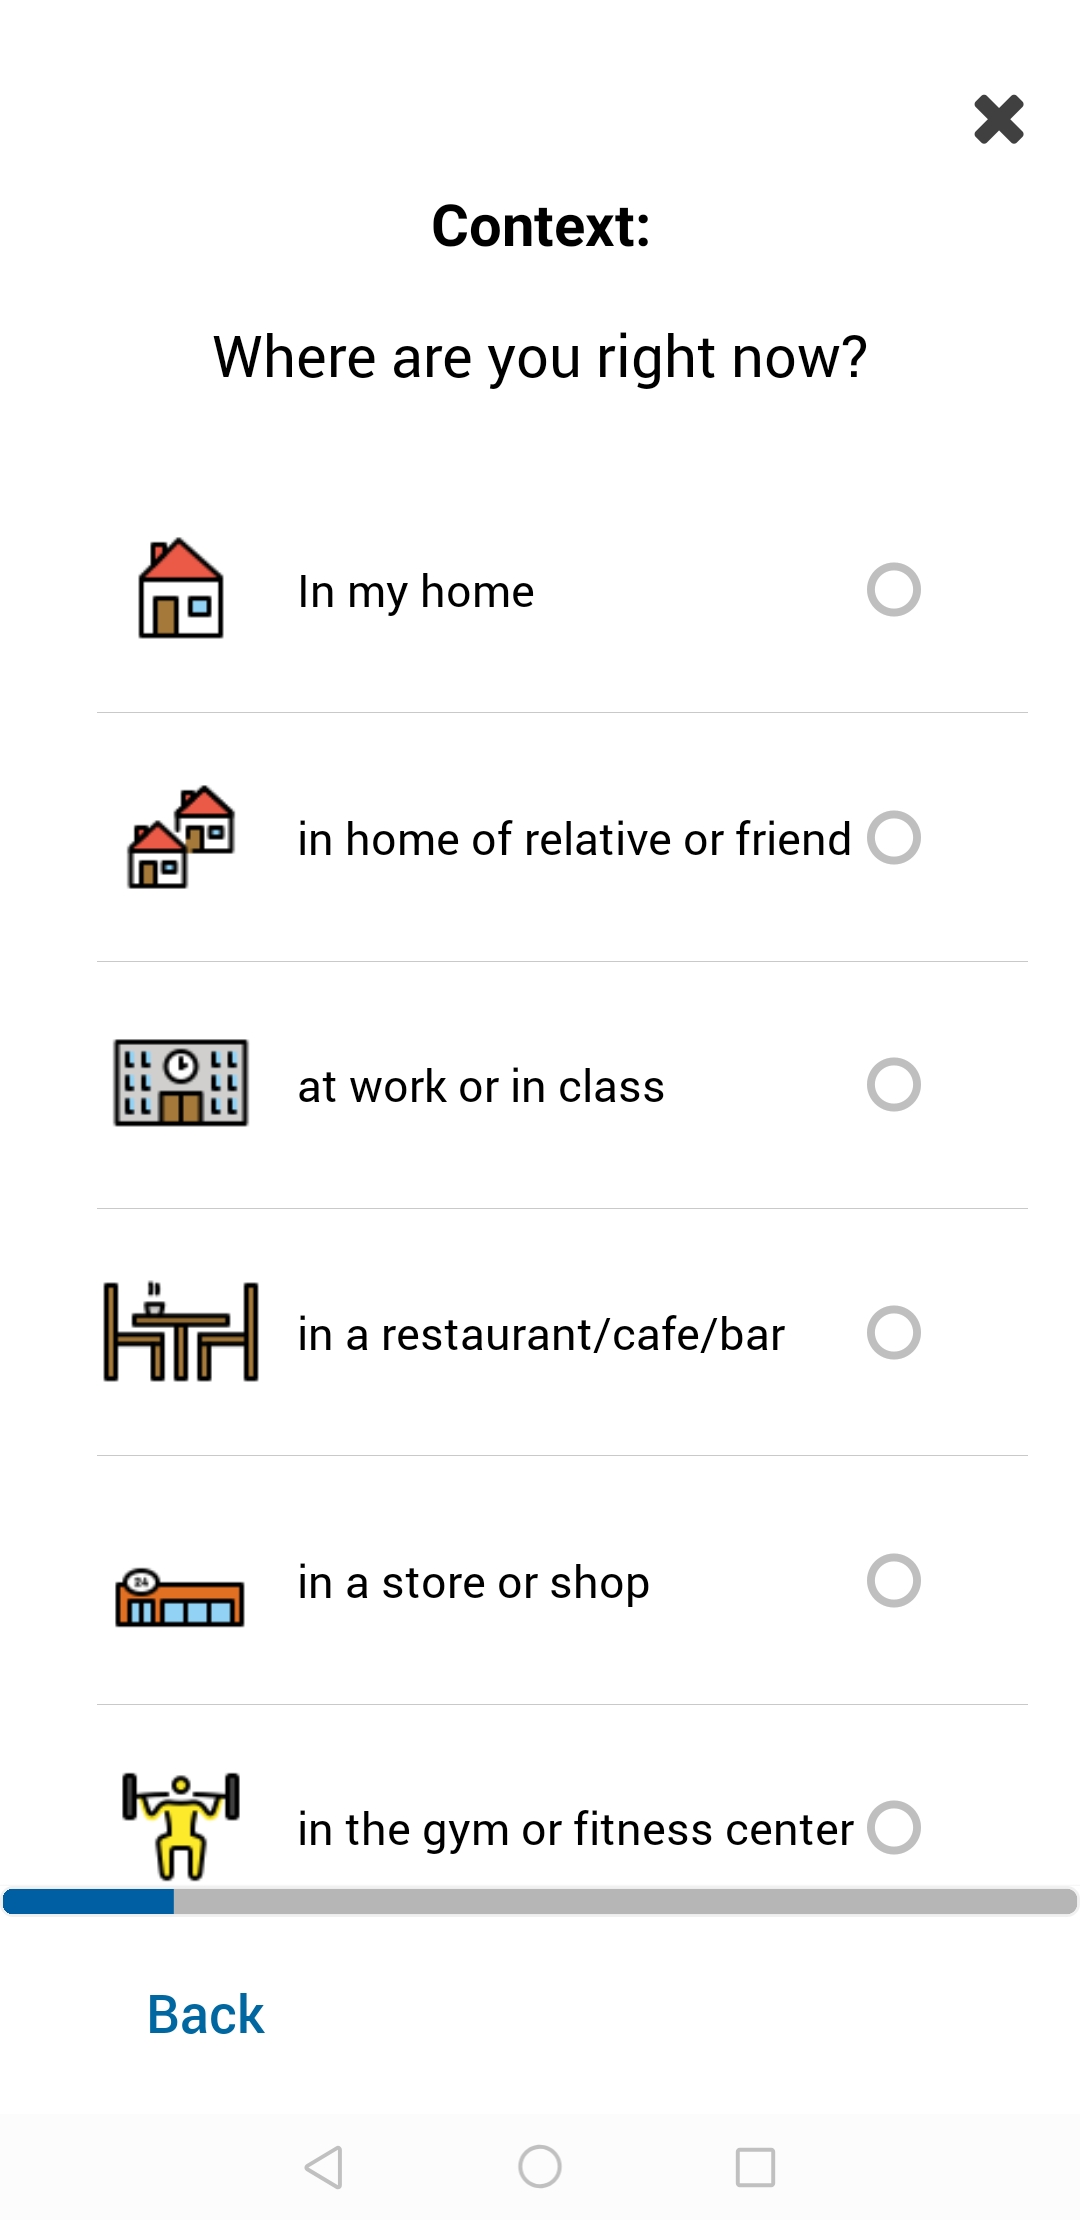 Context:
Where are you right now?
In my home
in home of relative or friend
at work or in class
in a restaurant/cafe/bar
24
in a store or shop
in the gym or fitness center
Back